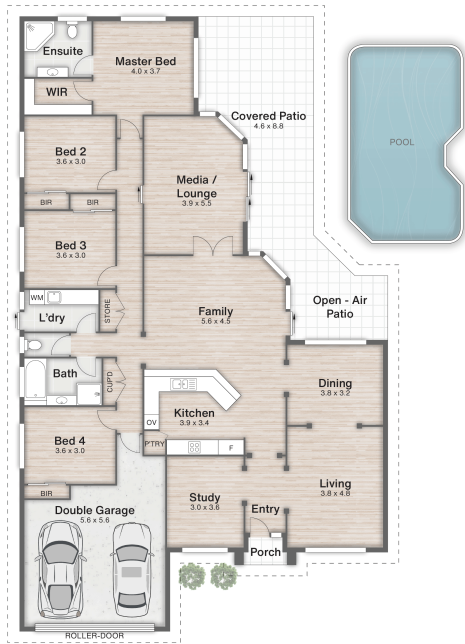 Ensuite
Master Bed
4.0 x 3.7
WIR
Covered Patio
4.6 x 8.8
POOL
Bed 2
3.6 x 3.0
Media /
Lounge
3.9 x 5.5
BIR
BIR
Bed 3
3.6 x 3.0
WM
L'dry
STORE
Family
5.6 x 4.5
Open - Air
Patio
Bath
CUP'D
Dining
3.8 x 3.2
Kitchen
3.9 x 3.4
OV
P'TRY
F
Bed 4
3.6 x 3.0
BIR
Living
3.8 x 4.8
Study
3.0 x 3.6
Entry
Double Garage
5.6 x 5.6
Porch
ROLLER-DOOR